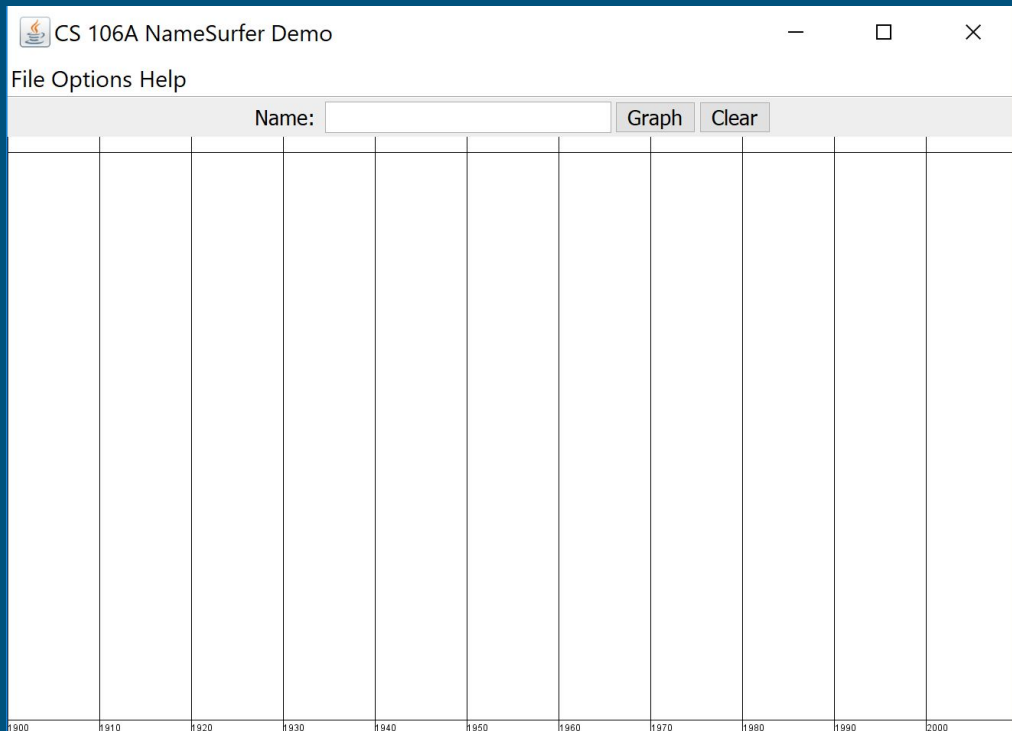 CS 106A NameSurfer Demo
File Options Help
Name: Graph Clear
1900 1910 1920 1930 1940 1950 1960 1970 1980 1990 2000